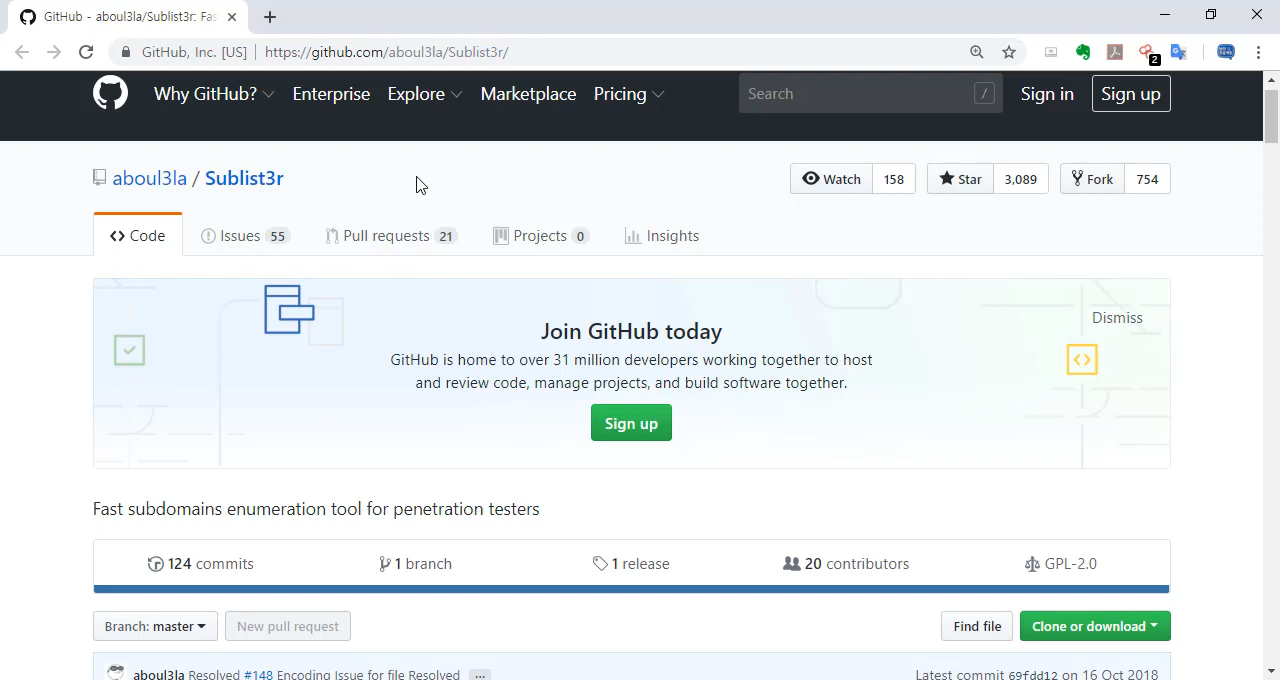 GitHub - aboul3la/Sublist3r: Fas
GitHub, Inc. [US] | https://github.com/aboul3la/Sublist3r/
2
Why GitHub? Enterprise Explore Marketplace Pricing Search / Sign in Sign up
aboul3la / Sublist3r Watch 158 Star 3,089 Fork 754
Code Issues 55 Pull requests 21 Projects 0 Insights
Join GitHub today
Dismiss
GitHub is home to over 31 million developers working together to host
and review code, manage projects, and build software together.
Sign up
Fast subdomains enumeration tool for penetration testers
124 commits 1 branch 1 release 20 contributors GPL-2.0
Branch: master New pull request Find file Clone or download
aboul3la Resolved #148 Encoding Issue for file Resolved ... Latest commit 69fdd12 on 16 Oct 2018